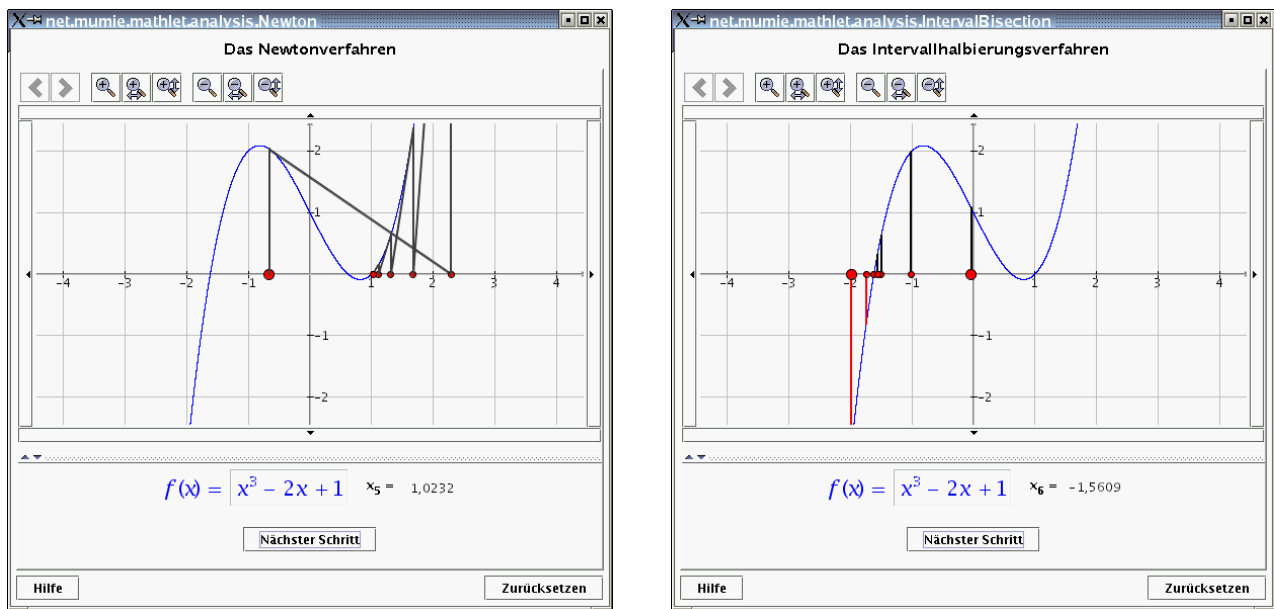 net.mumie.mathlet.analysis.Newton
Das Newtonverfahren
2
1
-4 -3 -2 -1 1 2 3 4
-1
-2
f(x) = x³ − 2x + 1 x₅ = 1,0232
Nächster Schritt
Hilfe Zurücksetzen
net.mumie.mathlet.analysis.IntervalBisection
Das Intervallhalbierungsverfahren
2
1
-4 -3 -2 -1 1 2 3 4
-1
-2
f(x) = x³ − 2x + 1 x₆ = -1,5609
Nächster Schritt
Hilfe Zurücksetzen